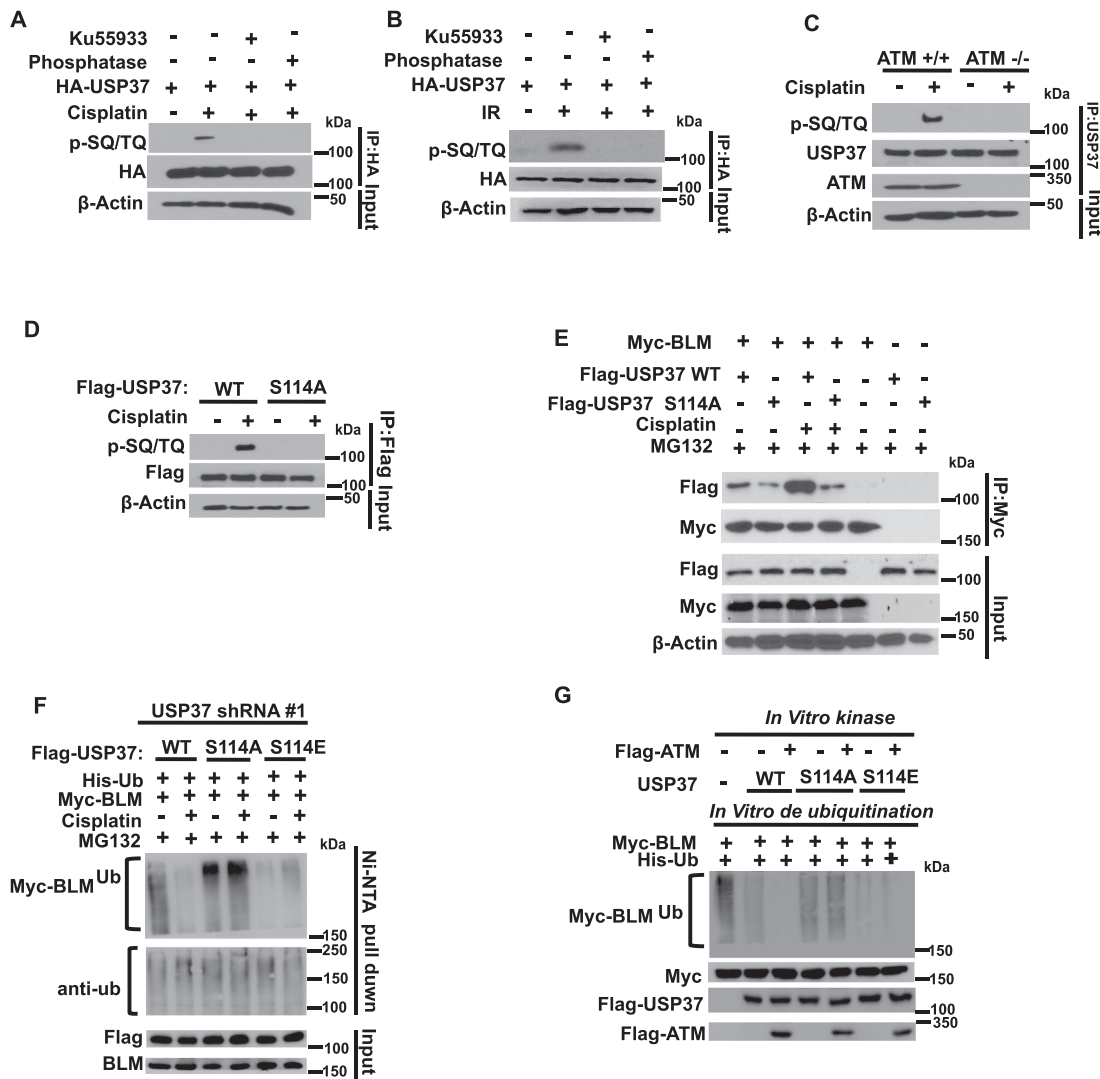 A
Ku55933 - - + -
Phosphatase - - - +
HA-USP37 + + + +
Cisplatin - + + +
kDa
p-SQ/TQ
100
HA
100
β-Actin
50
IP:HA
Input
B
Ku55933 - - + -
Phosphatase - - - +
HA-USP37 + + + +
IR - + + +
kDa
p-SQ/TQ
100
HA
100
β-Actin
50
IP:HA
Input
C
ATM +/+ ATM -/-
Cisplatin - + - +
kDa
p-SQ/TQ
100
USP37
100
ATM
350
β-Actin
50
IP:USP37
Input
D
Flag-USP37: WT S114A
Cisplatin - + - +
kDa
p-SQ/TQ
100
Flag
100
β-Actin
50
IP:Flag
Input
E
Myc-BLM + + + + + - -
Flag-USP37 WT + - + - - + -
Flag-USP37 S114A - + - + - - +
Cisplatin - - + + - - -
MG132 + + + + + + +
kDa
Flag
100
Myc
150
Flag
100
Myc
150
β-Actin
50
IP:Myc
Input
F
USP37 shRNA #1
Flag-USP37: WT S114A S114E
His-Ub + + + + + +
Myc-BLM + + + + + +
Cisplatin - + - + - +
MG132 + + + + + +
kDa
Myc-BLM Ub
150
250
anti-ub
150
100
Flag
100
BLM
150
Ni-NTA pull down
Input
G
In Vitro kinase
Flag-ATM - - + - + - +
USP37 - WT S114A S114E
In Vitro de ubiquitination
Myc-BLM + + + + + + +
His-Ub + + + + + + +
kDa
Myc-BLM Ub
150
Myc
150
Flag-USP37
100
Flag-ATM
350